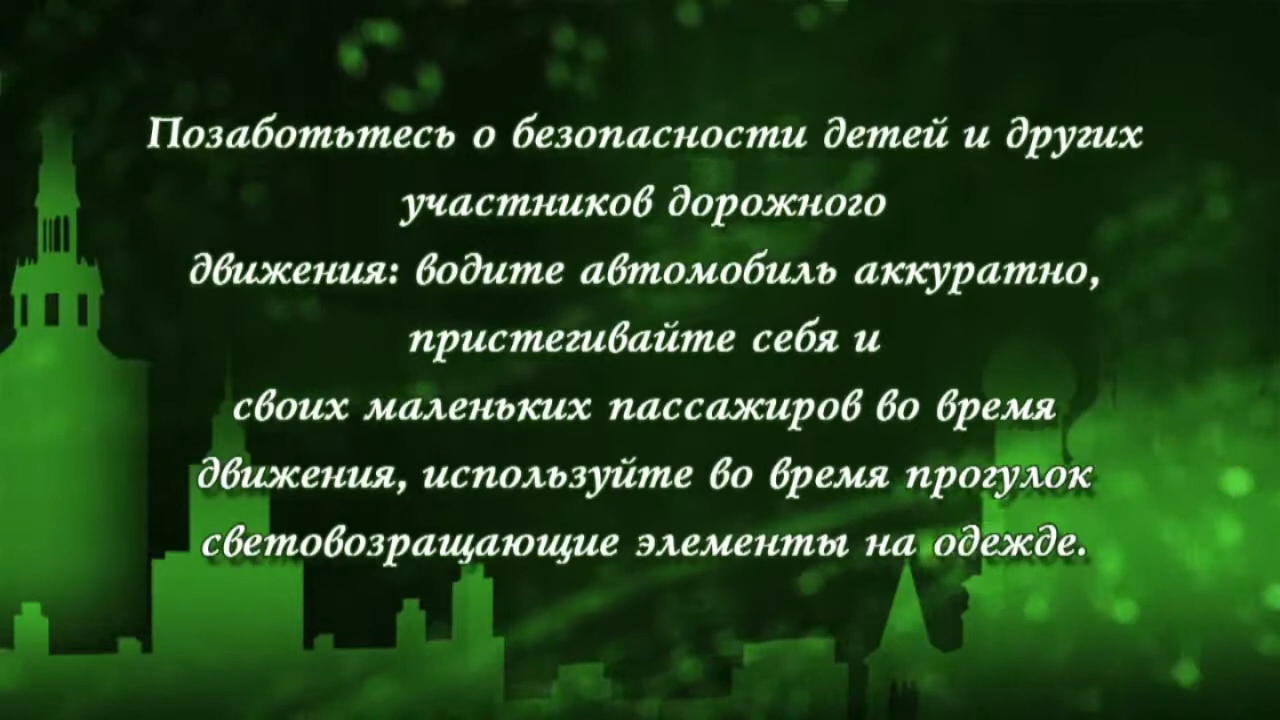 Позаботьтесь о безопасности детей и других
участников дорожного
движения: водите автомобиль аккуратно,
пристегивайте себя и
своих маленьких пассажиров во время
движения, используйте во время прогулок
световозращающие элементы на одежде.